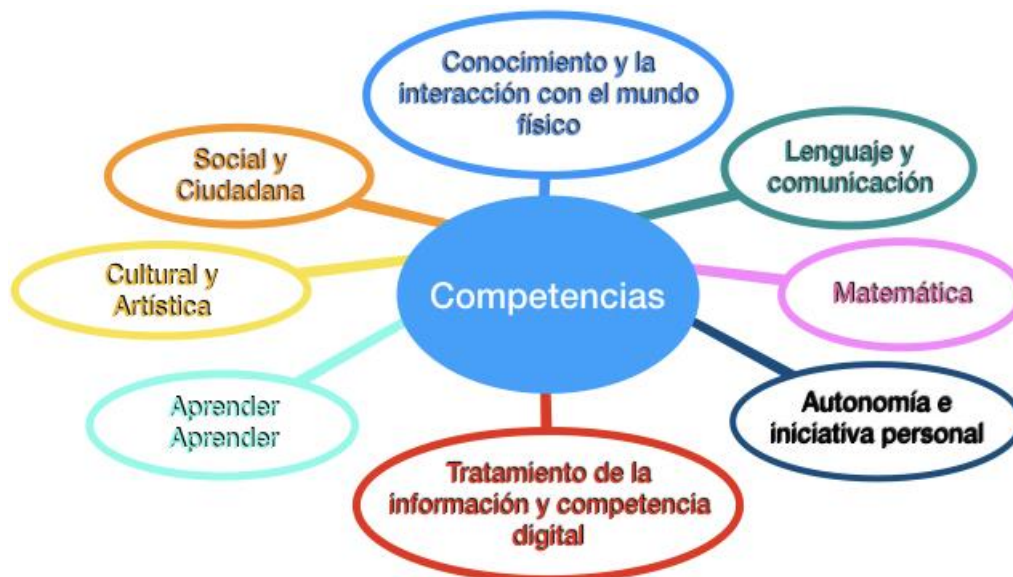 Conocimiento y la
interacción con el mundo
físico
Social y
Ciudadana
Lenguaje y
comunicación
Cultural y
Artística
Competencias
Matemática
Aprender
Aprender
Autonomía e
iniciativa personal
Tratamiento de la
información y competencia
digital